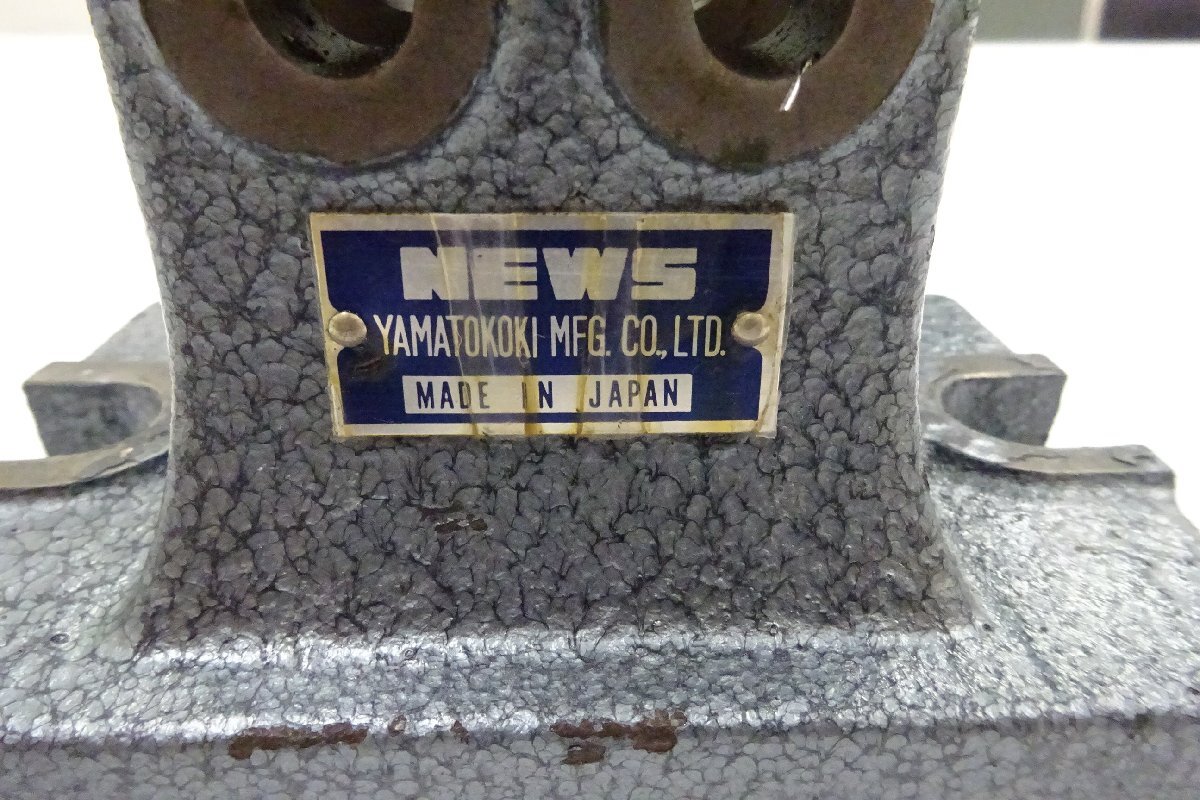 NEWS
YAMATOKOKI MFG. CO., LTD.
MADE IN JAPAN